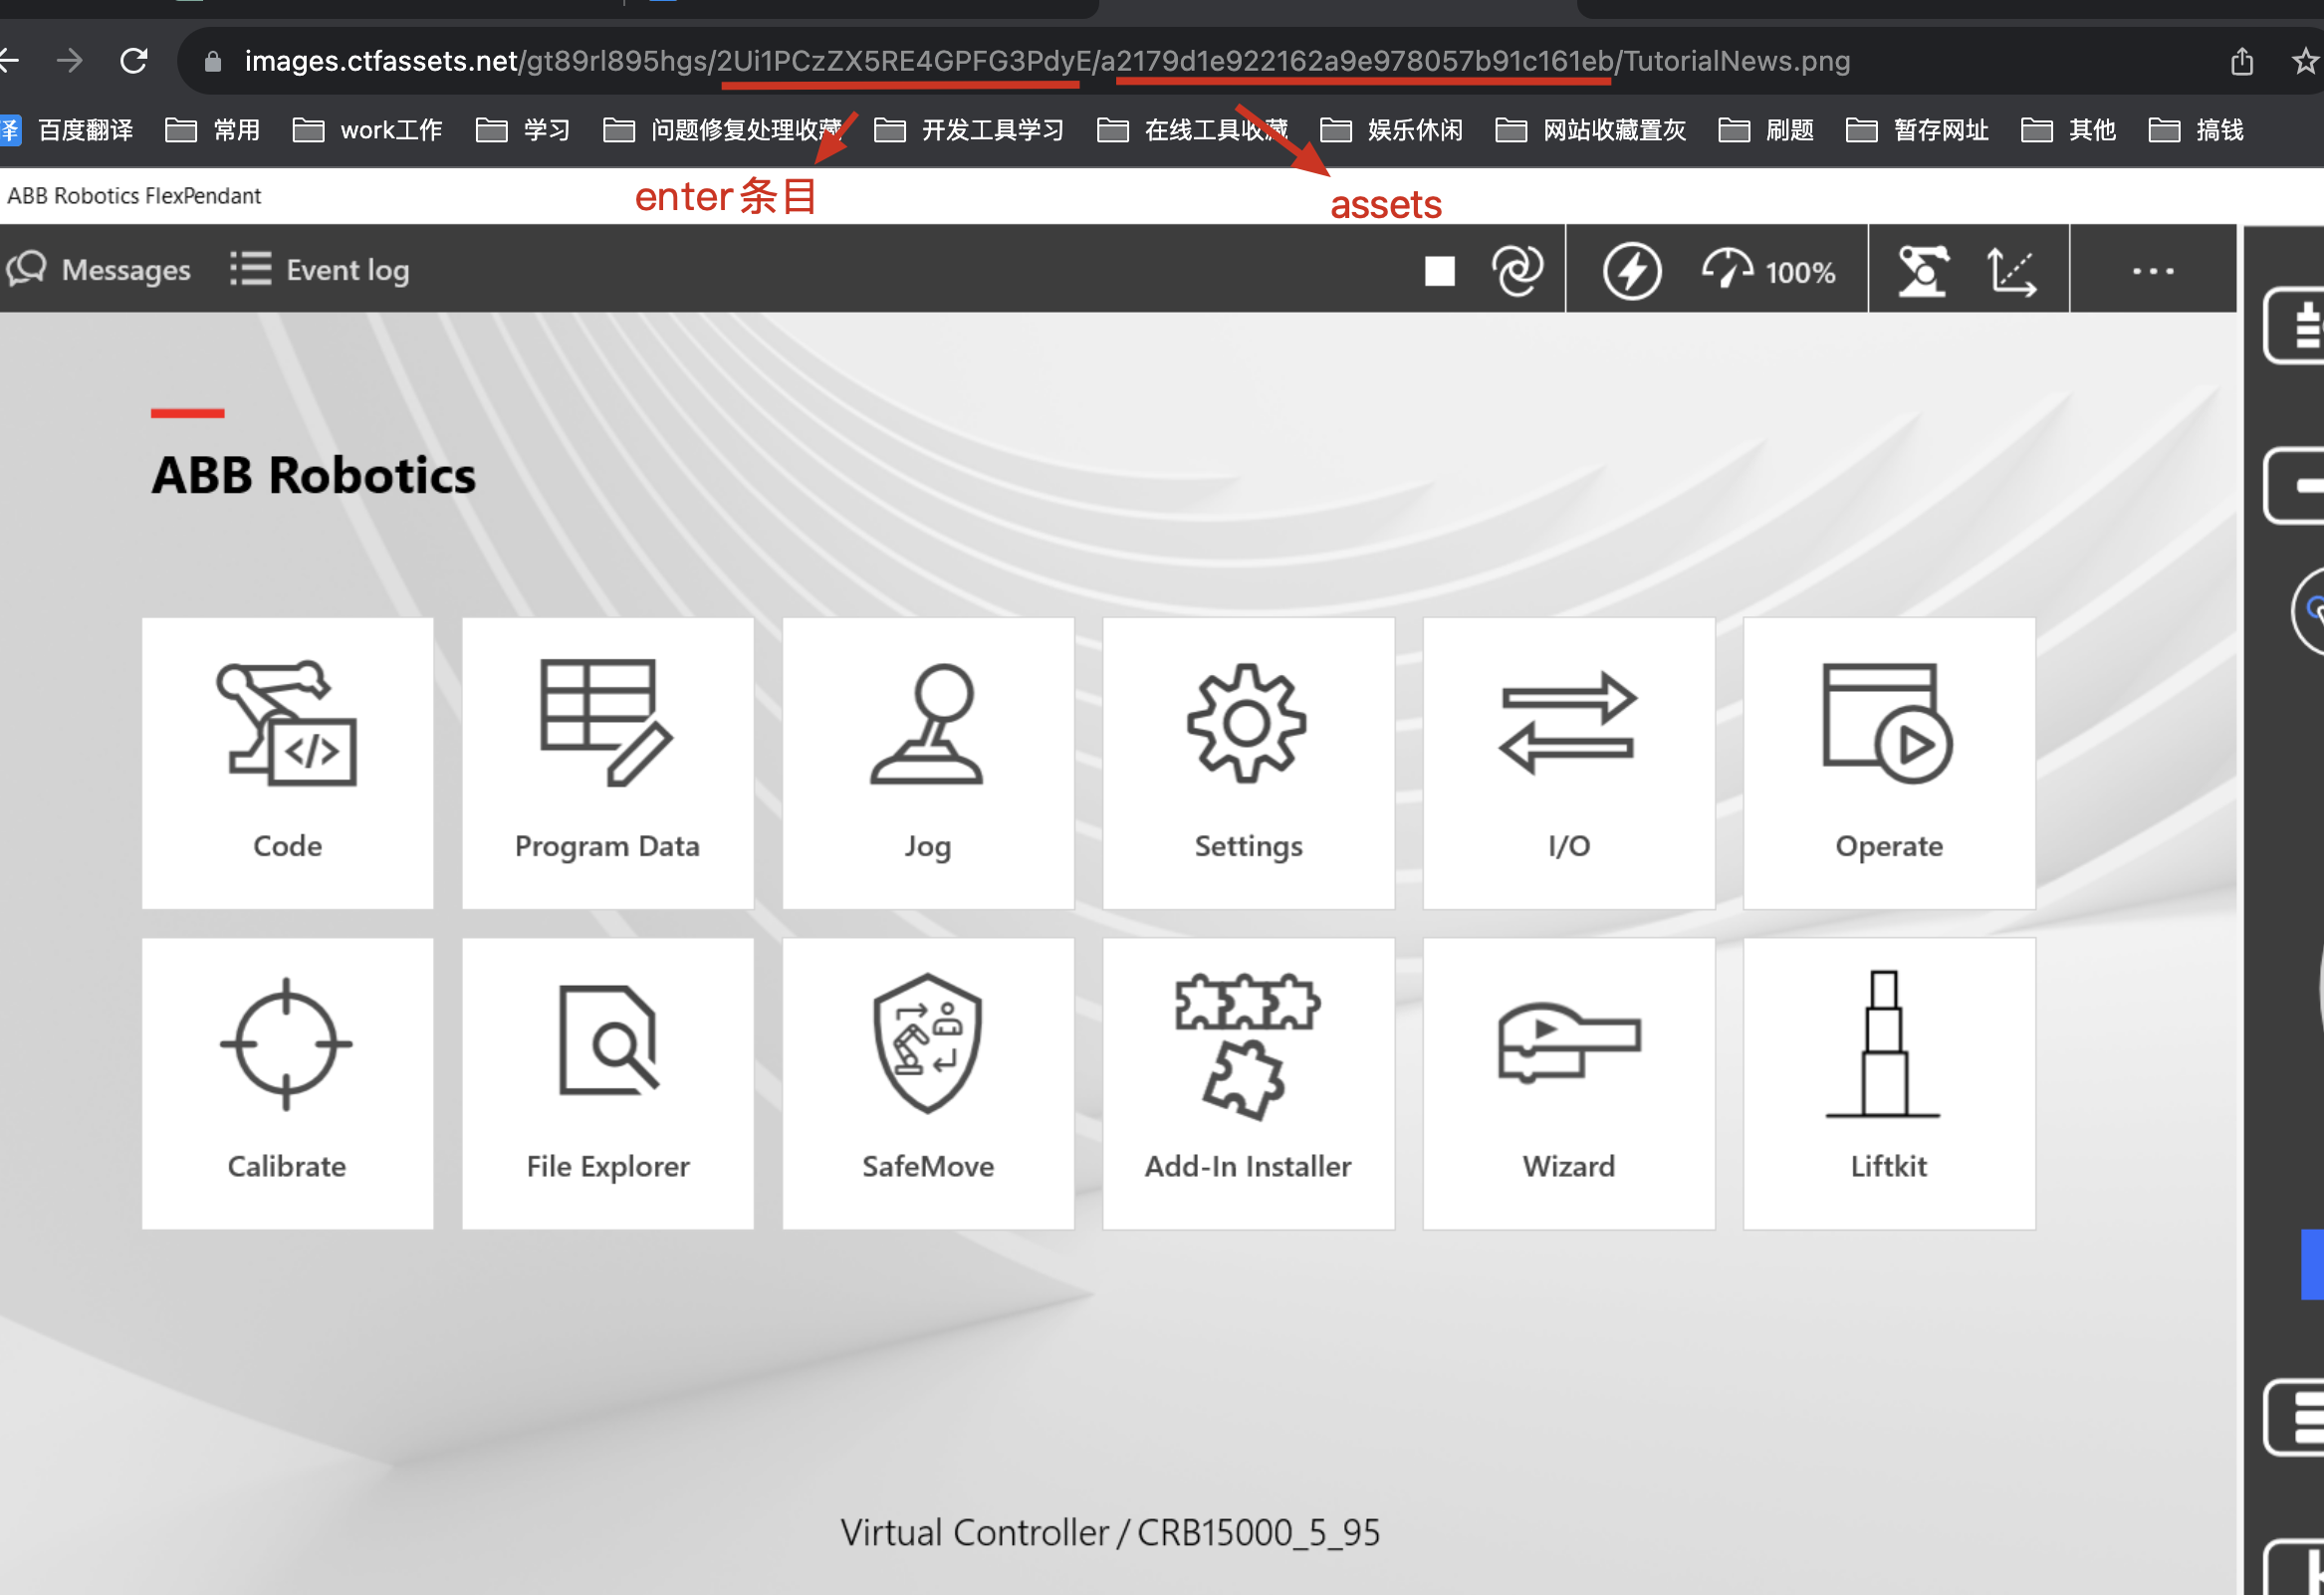 images.ctfassets.net/gt89rl895hgs/2Ui1PCzZX5RE4GPFG3PdyE/a2179d1e922162a9e978057b91c161eb/TutorialNews.png
译 百度翻译 常用 work工作 学习 问题修复处理收藏 开发工具学习 在线工具收藏 娱乐休闲 网站收藏置灰 刷题 暂存网址 其他 搞钱
enter条目 assets
ABB Robotics FlexPendant
Messages Event log 100%
ABB Robotics
Code Program Data Jog Settings I/O Operate
Calibrate File Explorer SafeMove Add-In Installer Wizard Liftkit
Virtual Controller / CRB15000_5_95